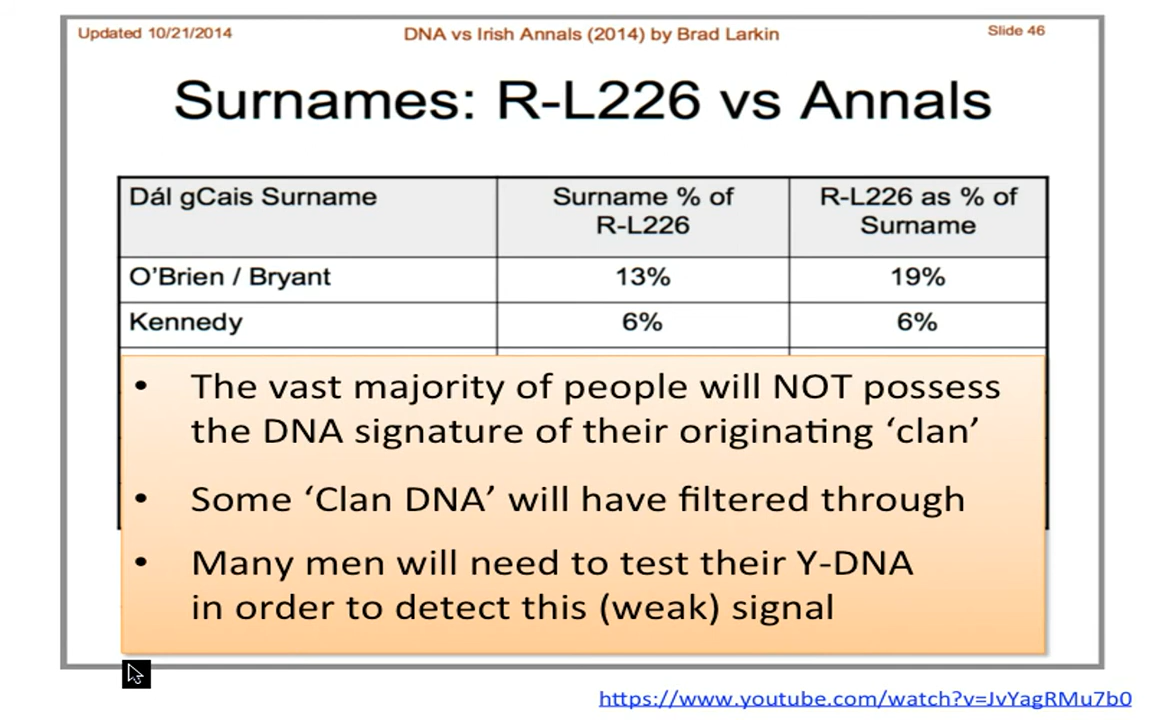 Updated 10/21/2014
DNA vs Irish Annals (2014) by Brad Larkin
Slide 46
Surnames: R-L226 vs Annals
Dál gCais Surname
Surname % of
R-L226
R-L226 as % of
Surname
O'Brien / Bryant
13%
19%
Kennedy
6%
6%
• The vast majority of people will NOT possess
the DNA signature of their originating ‘clan’
• Some ‘Clan DNA’ will have filtered through
• Many men will need to test their Y-DNA
in order to detect this (weak) signal
https://www.youtube.com/watch?v=JvYagRMu7b0